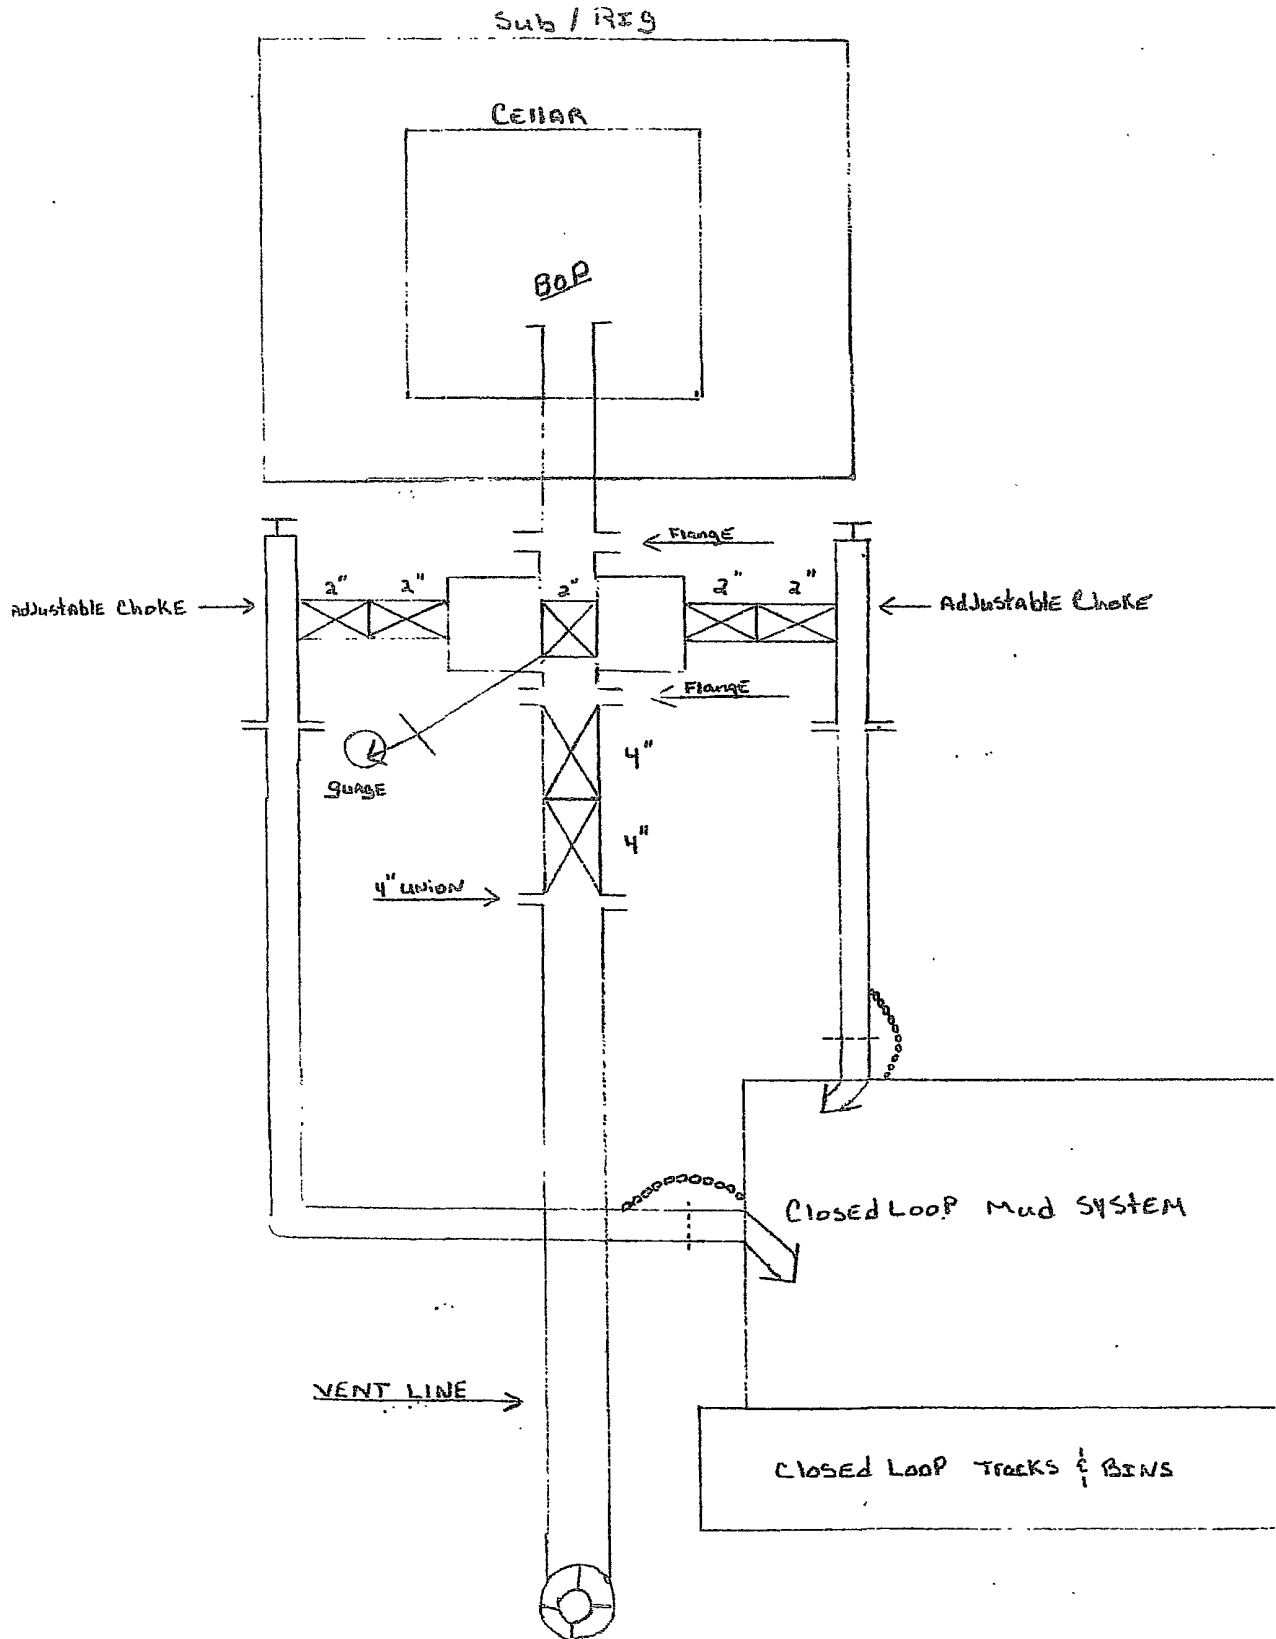 Sub / Rig
CEllAR
BOP
Flange
2" 2" 2" 2" 2"
Adjustable Choke
Adjustable Choke
Flange
4"
guage
4"
4" UNION
Closed Loop Mud SYSTEM
VENT LINE
Closed Loop Tracks & BINS